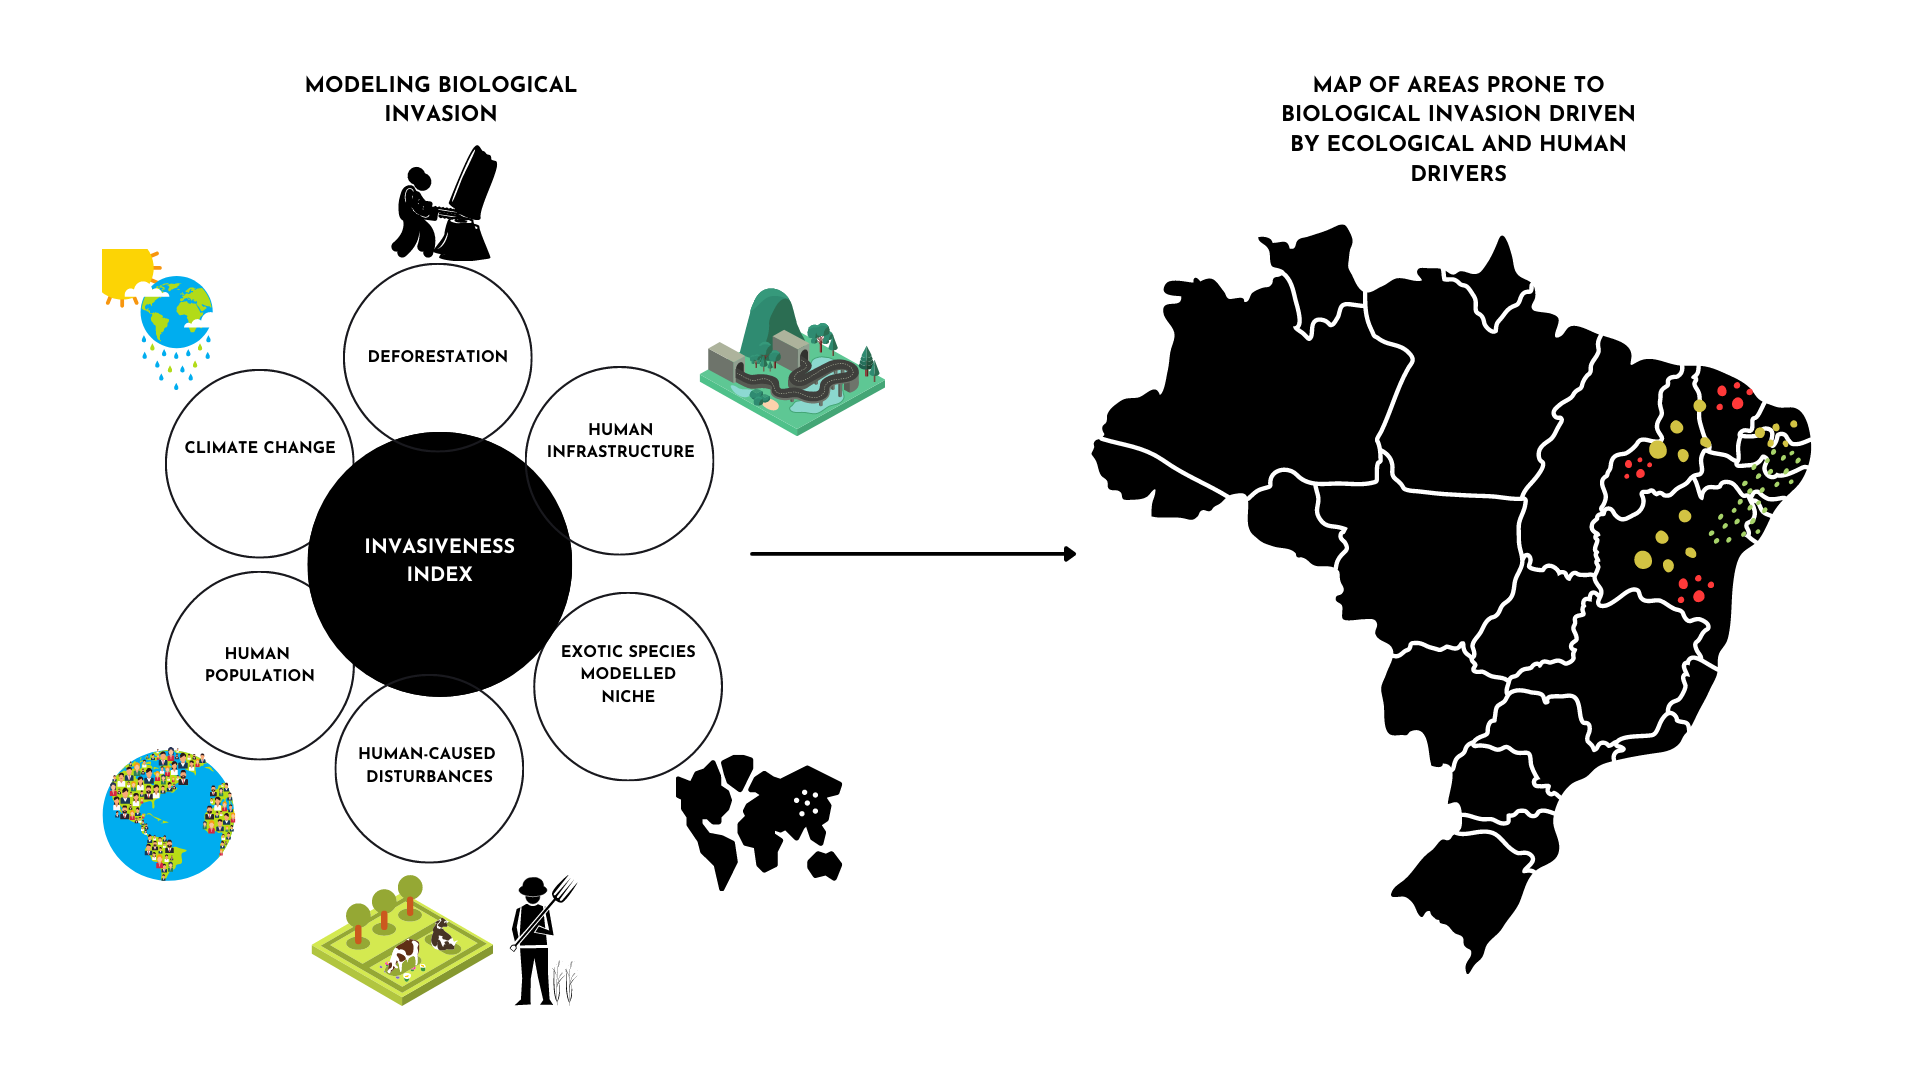 MODELING BIOLOGICAL
INVASION
MAP OF AREAS PRONE TO
BIOLOGICAL INVASION DRIVEN
BY ECOLOGICAL AND HUMAN
DRIVERS
DEFORESTATION
CLIMATE CHANGE
HUMAN
INFRASTRUCTURE
INVASIVENESS
INDEX
HUMAN
POPULATION
EXOTIC SPECIES
MODELLED
NICHE
HUMAN-CAUSED
DISTURBANCES